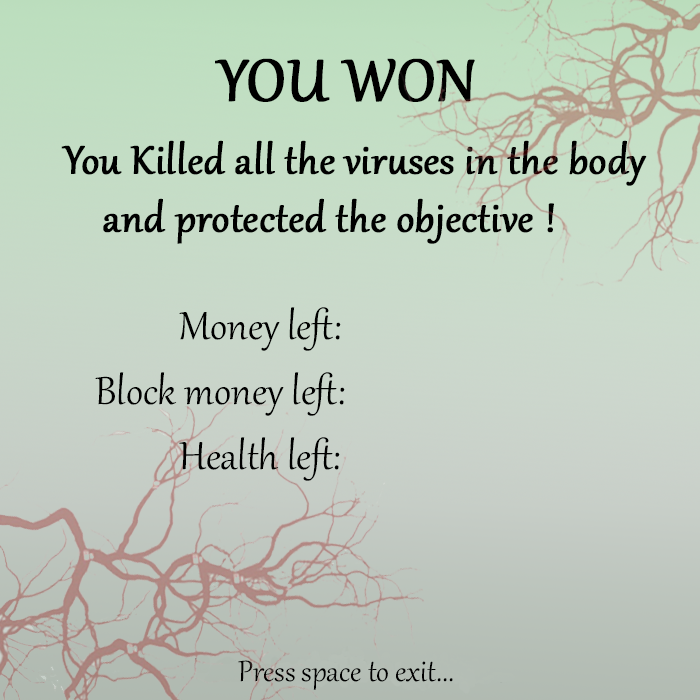 YOU WON
You Killed all the viruses in the body
and protected the objective !
Money left:
Block money left:
Health left:
Press space to exit...